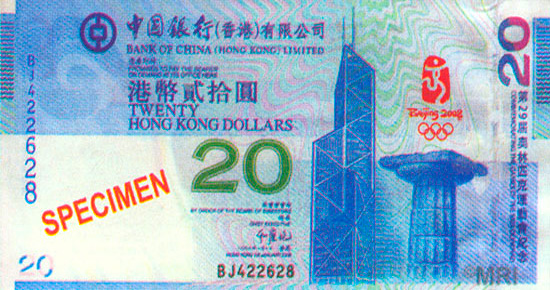 中國銀行(香港)有限公司
BANK OF CHINA (HONG KONG) LIMITED
PROMISES TO PAY THE BEARER
ON DEMAND AT ITS OFFICE HERE
港幣貳拾圓
TWENTY
HONG KONG DOLLARS
20
BY ORDER OF THE BOARD OF DIRECTORS
BJ422628
BJ422628
SPECIMEN
20
20
Beijing 2008
第29屆奧林匹克運動會紀念
MRI